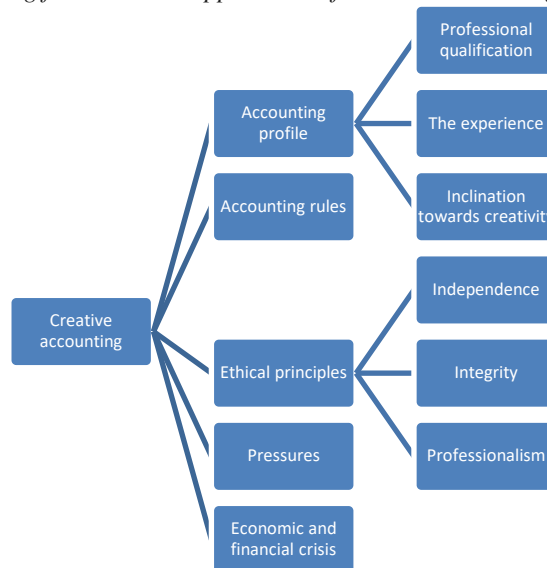 Professional
qualification
Accounting
profile
The experience
Accounting rules
Inclination
towards creativity
Creative
accounting
Independence
Ethical principles
Integrity
Pressures
Professionalism
Economic and
financial crisis